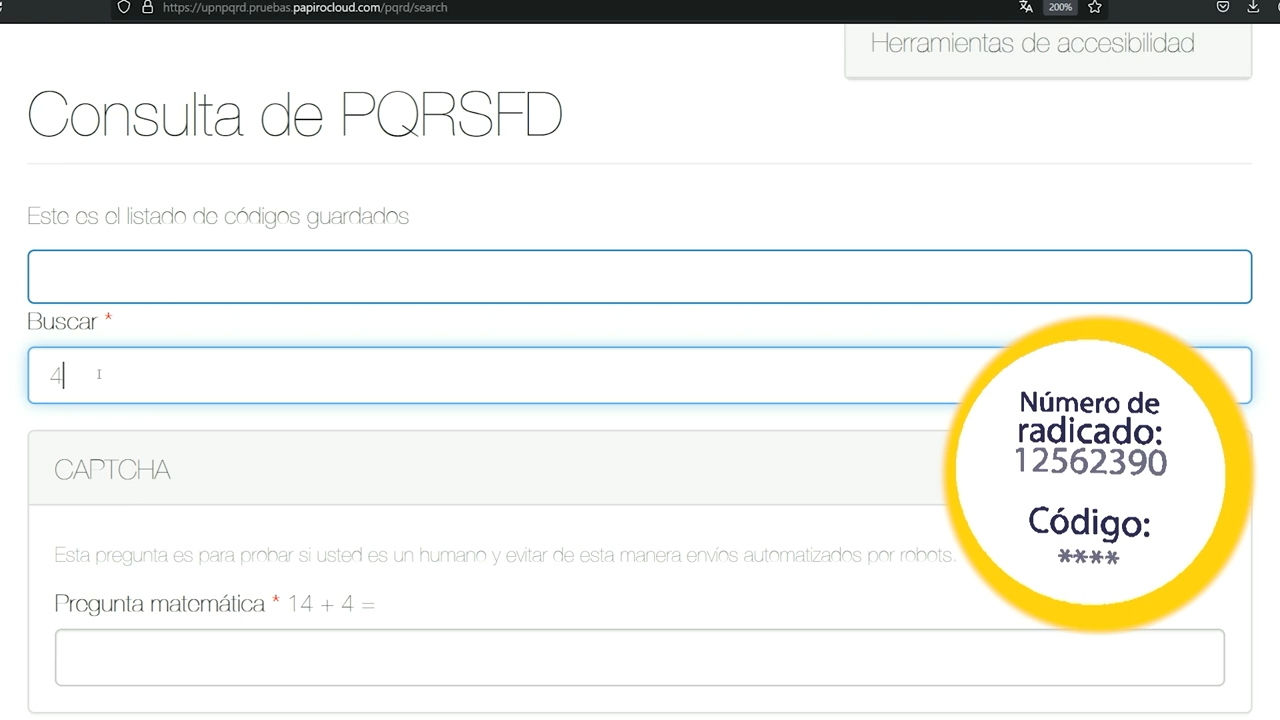 https://upnpqrd.pruebas.papirocloud.com/pqrd/search
200%
Herramientas de accesibilidad
Consulta de PQRSFD
Este es el listado de códigos guardados
Buscar *
4
CAPTCHA
Esta pregunta es para probar si usted es un humano y evitar de esta manera envíos automatizados por robots.
Pregunta matemática * 14 + 4 =
Número de
radicado:
12562390
Código:
****